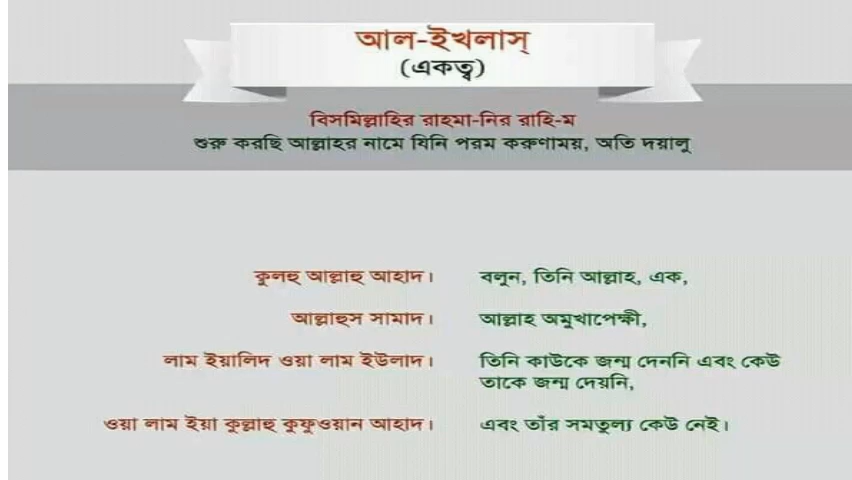 আল-ইখলাস্
(একত্ব)
বিসমিল্লাহির রাহমা-নির রাহি-ম
শুরু করছি আল্লাহর নামে যিনি পরম করুণাময়, অতি দয়ালু
কুলহু আল্লাহু আহাদ। বলুন, তিনি আল্লাহ, এক,
আল্লাহুস সামাদ। আল্লাহ অমুখাপেক্ষী,
লাম ইয়ালিদ ওয়া লাম ইউলাদ। তিনি কাউকে জন্ম দেননি এবং কেউ
তাকে জন্ম দেয়নি,
ওয়া লাম ইয়া কুল্লাহু কুফুওয়ান আহাদ। এবং তাঁর সমতুল্য কেউ নেই।